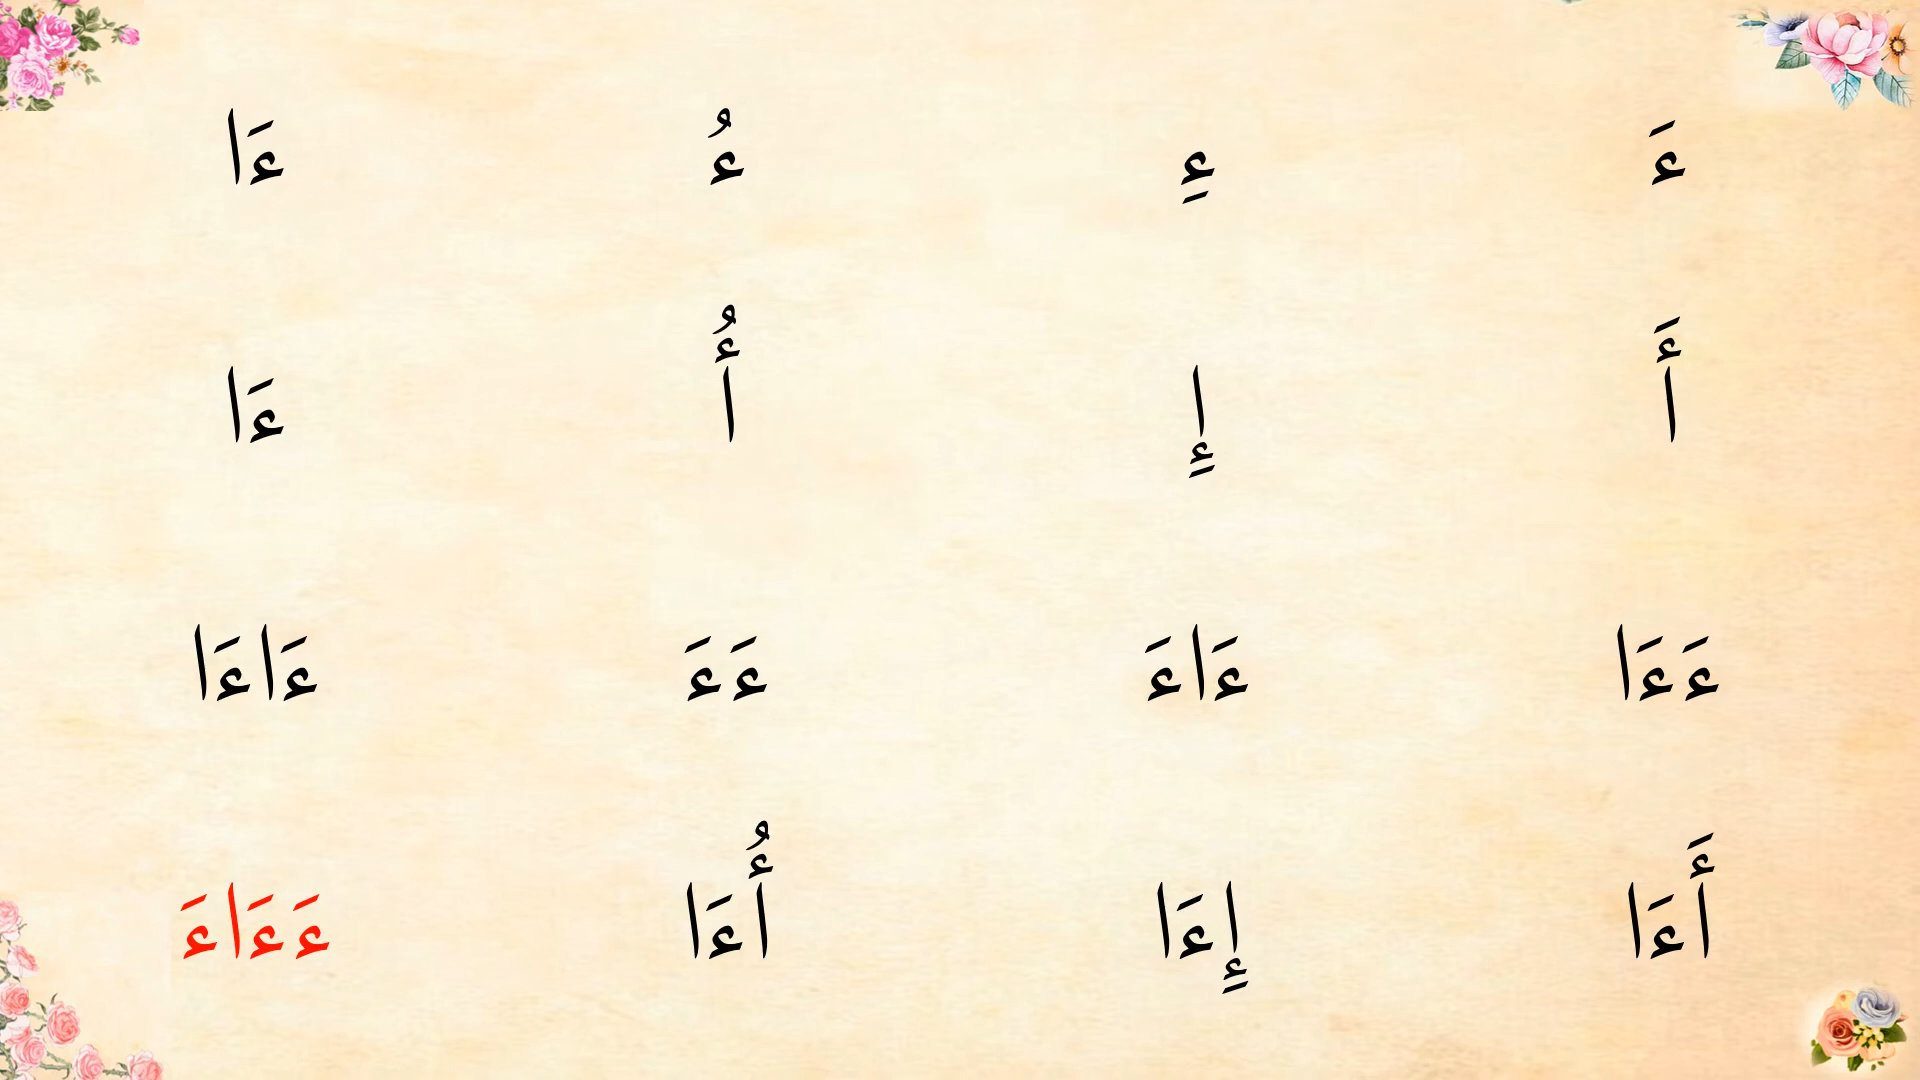 ءَ ءِ ءُ ءَا
أَ إِ أُ ءَا
ءَءَا ءَاءَ ءَءَ ءَاءَا
أَءَا إِءَا أُءَا ءَءَاءَ